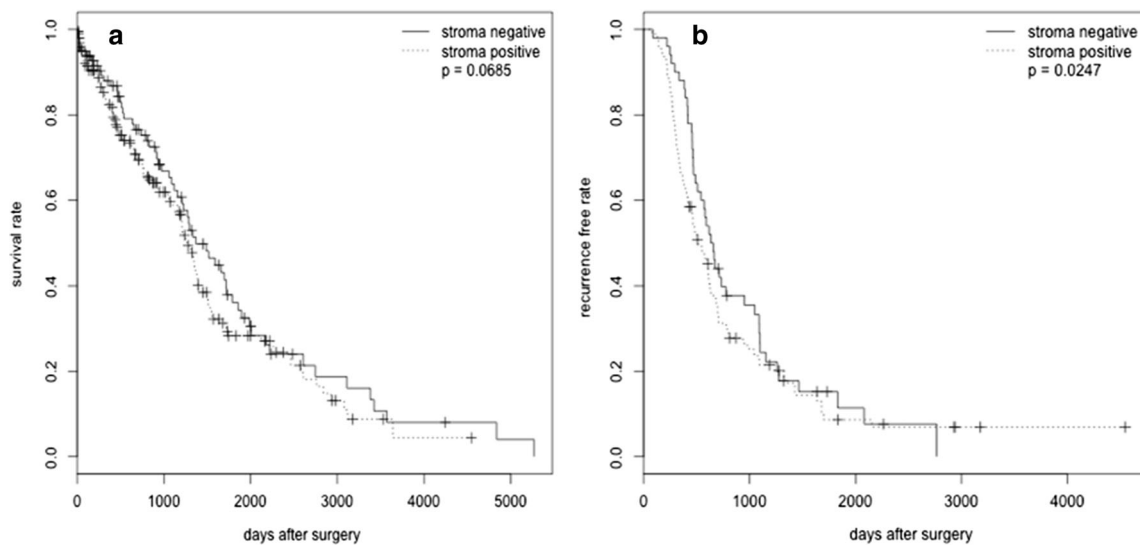 a
stroma negative
stroma positive
p = 0.0685
survival rate
1.0
0.8
0.6
0.4
0.2
0.0
0 1000 2000 3000 4000 5000
days after surgery
b
stroma negative
stroma positive
p = 0.0247
recurrence free rate
1.0
0.8
0.6
0.4
0.2
0.0
0 1000 2000 3000 4000
days after surgery